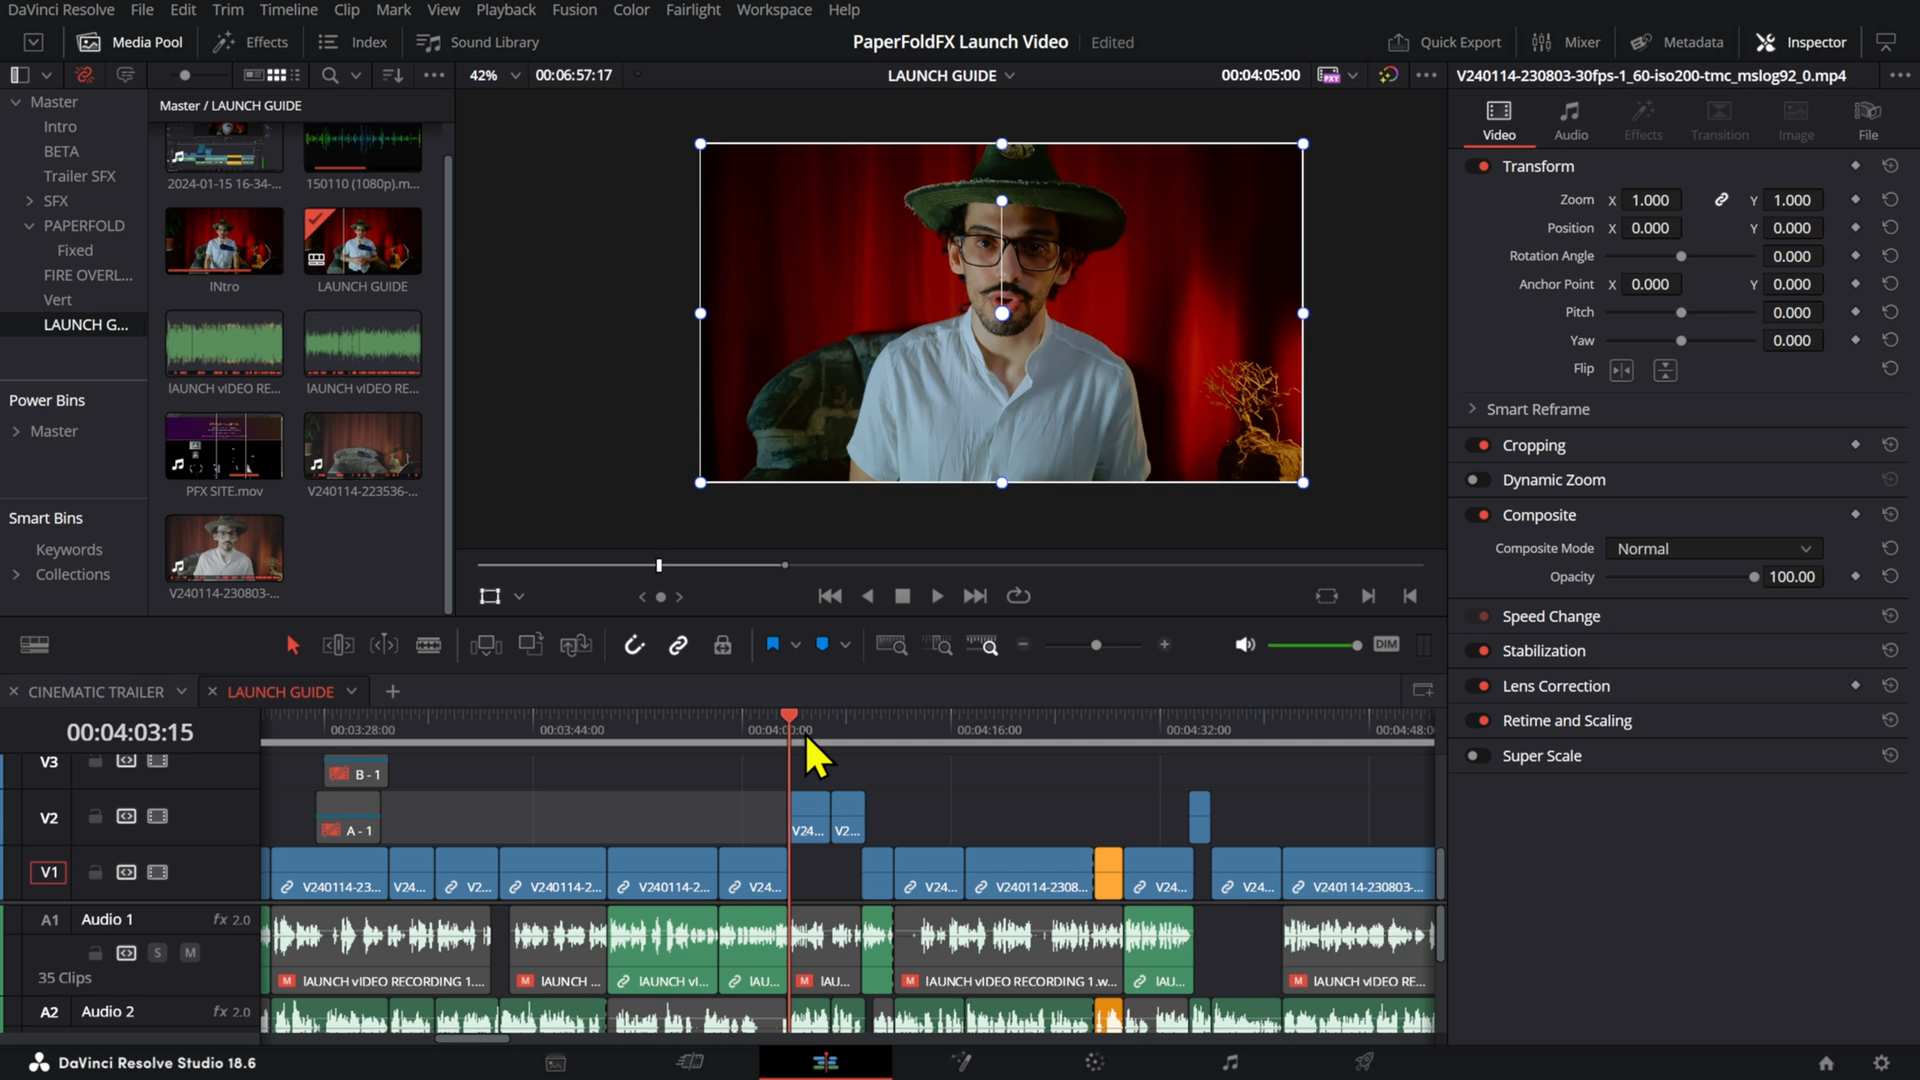 DaVinci Resolve File Edit Trim Timeline Clip Mark View Playback Fusion Color Fairlight Workspace Help
Media Pool Effects Index Sound Library PaperFoldFX Launch Video Edited Quick Export Mixer Metadata Inspector
42% 00:06:57:17 LAUNCH GUIDE 00:04:05:00 V240114-230803-30fps-1_60-iso200-tmc_mslog92_0.mp4
Master
Intro
BETA
Trailer SFX
SFX
PAPERFOLD
Fixed
FIRE OVERL...
Vert
LAUNCH G...
Power Bins
Master
Smart Bins
Keywords
Collections
Master / LAUNCH GUIDE
2024-01-15 16-34-... 150110 (1080p).m...
INtro LAUNCH GUIDE
lAUNCH vIDEO RE... lAUNCH vIDEO RE...
PFX SITE.mov V240114-223536-...
V240114-230803-...
Video Audio Effects Transition Image File
Transform
Zoom X 1.000 Y 1.000
Position X 0.000 Y 0.000
Rotation Angle 0.000
Anchor Point X 0.000 Y 0.000
Pitch 0.000
Yaw 0.000
Flip
Smart Reframe
Cropping
Dynamic Zoom
Composite
Composite Mode Normal
Opacity 100.00
Speed Change
Stabilization
Lens Correction
Retime and Scaling
Super Scale
DIM
CINEMATIC TRAILER LAUNCH GUIDE
00:04:03:15 00:03:28:00 00:03:44:00 00:04:00:00 00:04:16:00 00:04:32:00 00:04:48:0
V3 B - 1
V2 A - 1 V24... V2...
V1 V240114-23... V24... V2... V240114-2... V240114-2... V24... V24... V240114-2308... V24... V24... V240114-230803-...
A1 Audio 1 fx 2.0
S M
35 Clips M lAUNCH vIDEO RECORDING 1.... M lAUNCH ... lAUNCH vI... lAU... M lAU... M lAUNCH vIDEO RECORDING 1.w... lAU... M lAUNCH vIDEO RE...
A2 Audio 2 fx 2.0
DaVinci Resolve Studio 18.6